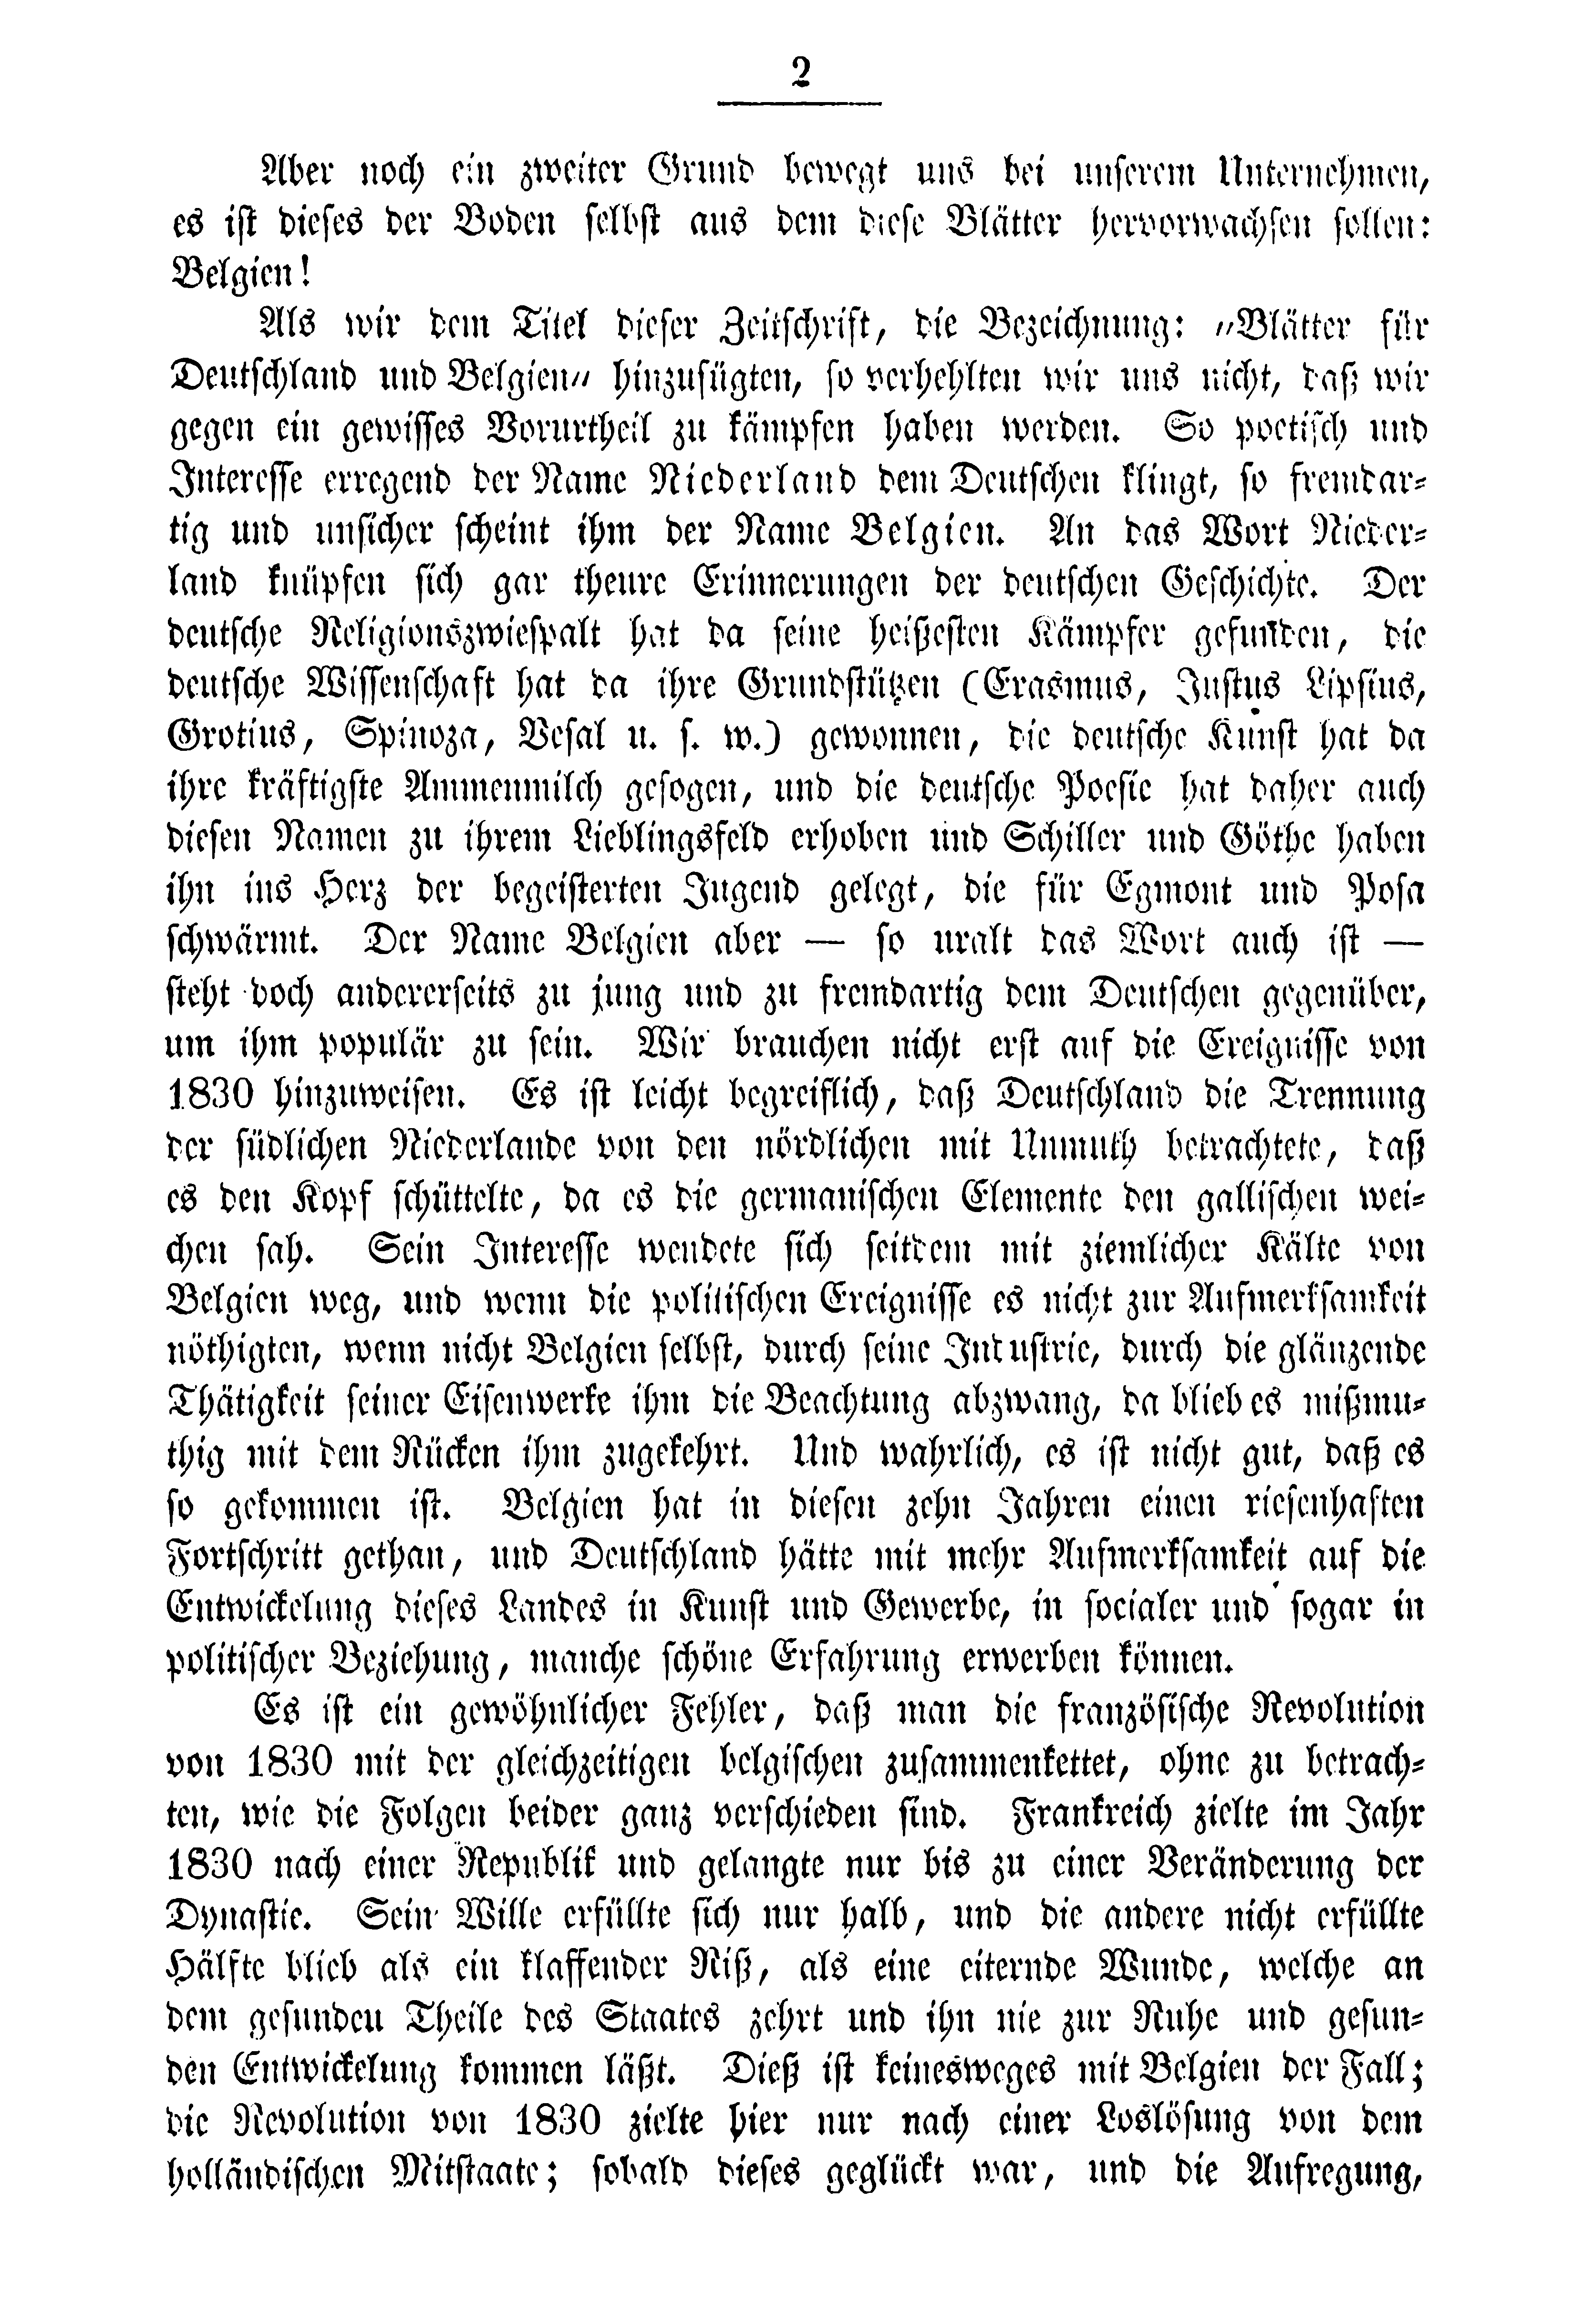 2
Aber noch ein zweiter Grund bewegt uns bei unserem Unternehmen,
es ist dieses der Boden selbst aus dem diese Blätter hervorwachsen sollen:
Belgien!
Als wir dem Titel dieser Zeitschrift, die Bezeichnung: „Blätter für
Deutschland und Belgien„ hinzufügten, so verhehlten wir uns nicht, daß wir
gegen ein gewisses Vorurtheil zu kämpfen haben werden. So poetisch und
Interesse erregend der Name Niederland dem Deutschen klingt, so fremdar-
tig und unsicher scheint ihm der Name Belgien. An das Wort Nieder-
land knüpfen sich gar theure Erinnerungen der deutschen Geschichte. Der
deutsche Religionszwiespalt hat da seine heißesten Kämpfer gefunden, die
deutsche Wissenschaft hat da ihre Grundstützen (Erasmus, Justus Lipsius,
Grotius, Spinoza, Vesal u. s. w.) gewonnen, die deutsche Kunst hat da
ihre kräftigste Ammenmilch gesogen, und die deutsche Poesie hat daher auch
diesen Namen zu ihrem Lieblingsfeld erhoben und Schiller und Göthe haben
ihn ins Herz der begeisterten Jugend gelegt, die für Egmont und Posa
schwärmt. Der Name Belgien aber — so uralt das Wort auch ist —
steht doch andererseits zu jung und zu fremdartig dem Deutschen gegenüber,
um ihm populär zu sein. Wir brauchen nicht erst auf die Ereignisse von
1830 hinzuweisen. Es ist leicht begreiflich, daß Deutschland die Trennung
der südlichen Niederlande von den nördlichen mit Unmuth betrachtete, daß
es den Kopf schüttelte, da es die germanischen Elemente den gallischen wei-
chen sah. Sein Interesse wendete sich seitdem mit ziemlicher Kälte von
Belgien weg, und wenn die politischen Ereignisse es nicht zur Aufmerksamkeit
nöthigten, wenn nicht Belgien selbst, durch seine Industrie, durch die glänzende
Thätigkeit seiner Eisenwerke ihm die Beachtung abzwang, da blieb es mißmu-
thig mit dem Rücken ihm zugekehrt. Und wahrlich, es ist nicht gut, daß es
so gekommen ist. Belgien hat in diesen zehn Jahren einen riesenhaften
Fortschritt gethan, und Deutschland hätte mit mehr Aufmerksamkeit auf die
Entwickelung dieses Landes in Kunst und Gewerbe, in socialer und sogar in
politischer Beziehung, manche schöne Erfahrung erwerben können.
Es ist ein gewöhnlicher Fehler, daß man die französische Revolution
von 1830 mit der gleichzeitigen belgischen zusammenkettet, ohne zu betrach-
ten, wie die Folgen beider ganz verschieden sind. Frankreich zielte im Jahr
1830 nach einer Republik und gelangte nur bis zu einer Veränderung der
Dynastie. Sein Wille erfüllte sich nur halb, und die andere nicht erfüllte
Hälfte blieb als ein klaffender Riß, als eine eiternde Wunde, welche an
dem gesunden Theile des Staates zehrt und ihn nie zur Ruhe und gesun-
den Entwickelung kommen läßt. Dieß ist keinesweges mit Belgien der Fall;
die Revolution von 1830 zielte hier nur nach einer Loslösung von dem
holländischen Mitstaate; sobald dieses geglückt war, und die Aufregung,